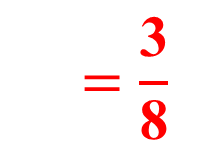 = 3/8